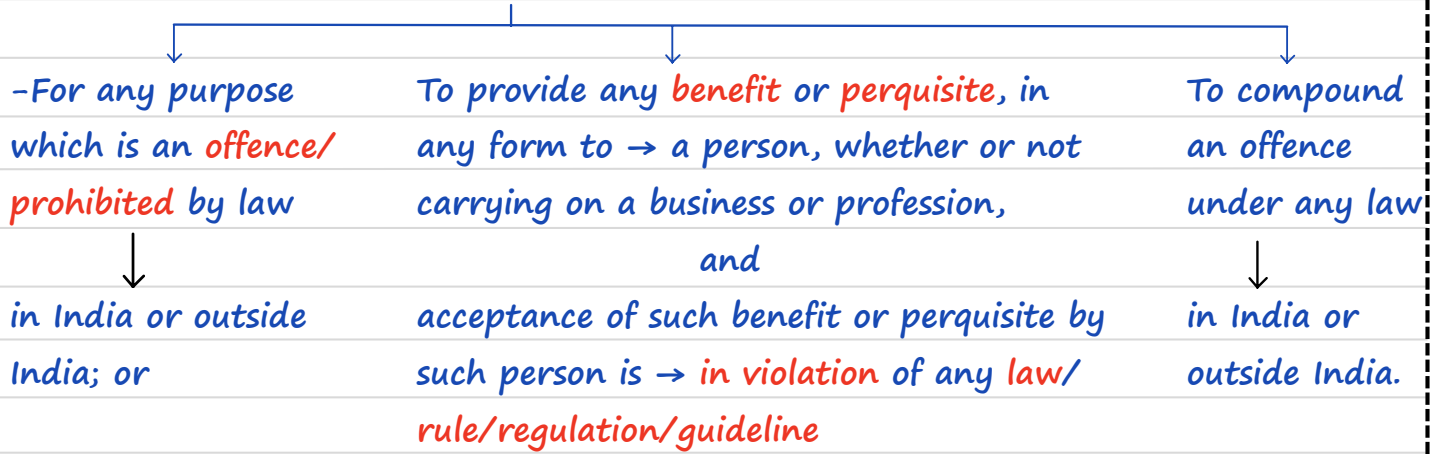 -For any purpose
which is an offence/
prohibited by law
in India or outside
India; or
To provide any benefit or perquisite, in
any form to → a person, whether or not
carrying on a business or profession,
and
acceptance of such benefit or perquisite by
such person is → in violation of any law/
rule/regulation/guideline
To compound
an offence
under any law
in India or
outside India.